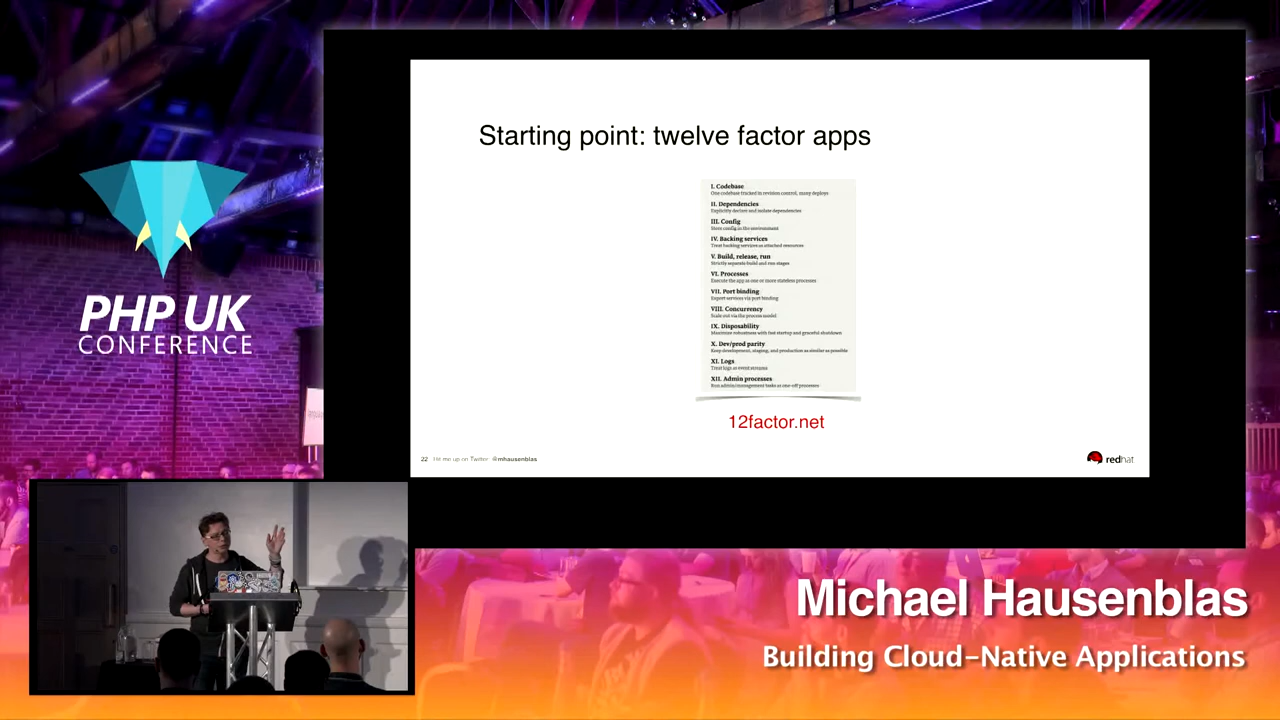 Starting point: twelve factor apps
I. Codebase
One codebase tracked in revision control, many deploys
II. Dependencies
Explicitly declare and isolate dependencies
III. Config
Store config in the environment
IV. Backing services
Treat backing services as attached resources
V. Build, release, run
Strictly separate build and run stages
VI. Processes
Execute the app as one or more stateless processes
VII. Port binding
Export services via port binding
VIII. Concurrency
Scale out via the process model
IX. Disposability
Maximize robustness with fast startup and graceful shutdown
X. Dev/prod parity
Keep development, staging, and production as similar as possible
XI. Logs
Treat logs as event streams
XII. Admin processes
Run admin/management tasks as one-off processes
12factor.net
22 Hit me up on Twitter @mhausenblas
redhat
PHP UK
CONFERENCE
Michael Hausenblas
Building Cloud-Native Applications